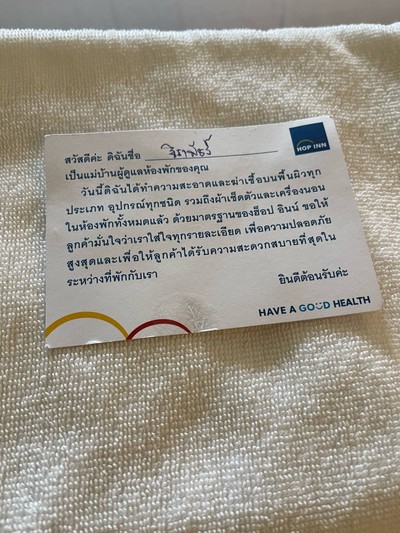 HOP INN
สวัสดีค่ะ ดิฉันชื่อ จิราพัชร์
เป็นแม่บ้านผู้ดูแลห้องพักของคุณ
วันนี้ดิฉันได้ทำความสะอาดและฆ่าเชื้อบนพื้นผิวทุก
ประเภท อุปกรณ์ทุกชนิด รวมถึงผ้าเช็ดตัวและเครื่องนอน
ในห้องพักทั้งหมดแล้ว ด้วยมาตรฐานของฮ็อป อินน์ ขอให้
ลูกค้ามั่นใจว่าเราใส่ใจทุกรายละเอียด เพื่อความปลอดภัย
สูงสุดและเพื่อให้ลูกค้าได้รับความสะดวกสบายที่สุดใน
ระหว่างที่พักกับเรา
ยินดีต้อนรับค่ะ
HAVE A GOOD HEALTH